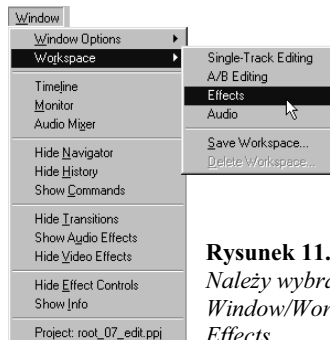 Window
Window Options
Workspace
Timeline
Monitor
Audio Mixer
Hide Navigator
Hide History
Show Commands
Hide Transitions
Show Audio Effects
Hide Video Effects
Hide Effect Controls
Show Info
Project: root_07_edit.ppj
Single-Track Editing
A/B Editing
Effects
Audio
Save Workspace...
Delete Workspace...
Rysunek 11.
Należy wybra
Window/Wor
Effects